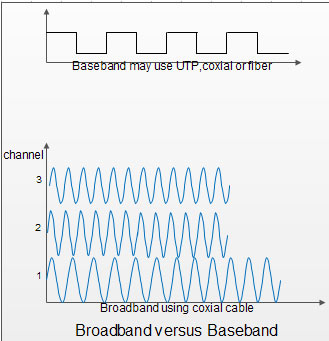 Baseband may use UTP,coxial or fiber
channel
3
2
1
Broadband using coxial cable
Broadband versus Baseband